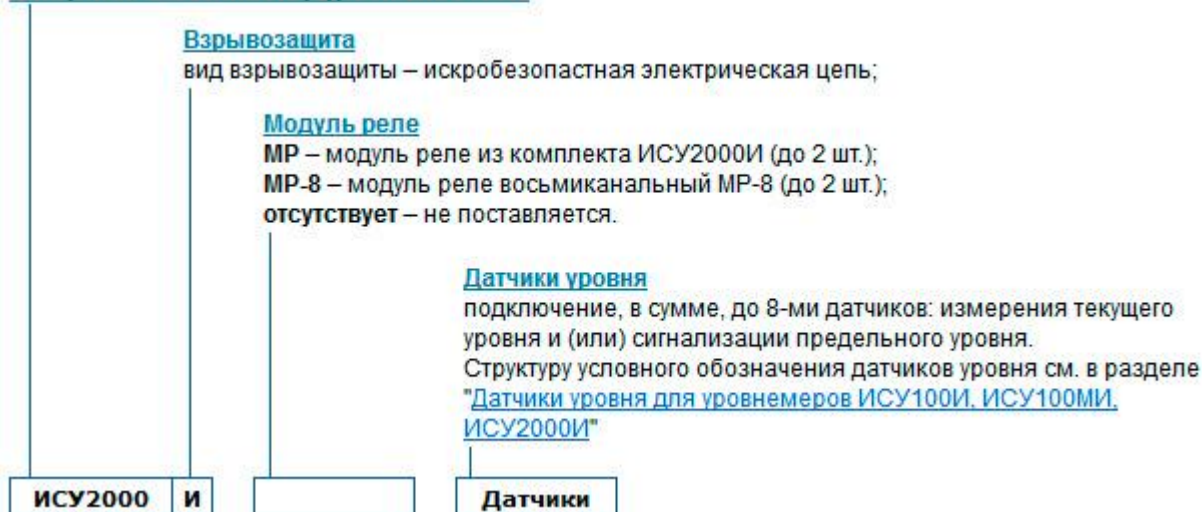 Взрывозащита
вид взрывозащиты – искробезопастная электрическая цепь;
Модуль реле
МР – модуль реле из комплекта ИСУ2000И (до 2 шт.);
МР-8 – модуль реле восьмиканальный МР-8 (до 2 шт.);
отсутствует – не поставляется.
Датчики уровня
подключение, в сумме, до 8-ми датчиков: измерения текущего
уровня и (или) сигнализации предельного уровня.
Структуру условного обозначения датчиков уровня см. в разделе
"Датчики уровня для уровнемеров ИСУ100И, ИСУ100МИ,
ИСУ2000И"
ИСУ2000 И Датчики